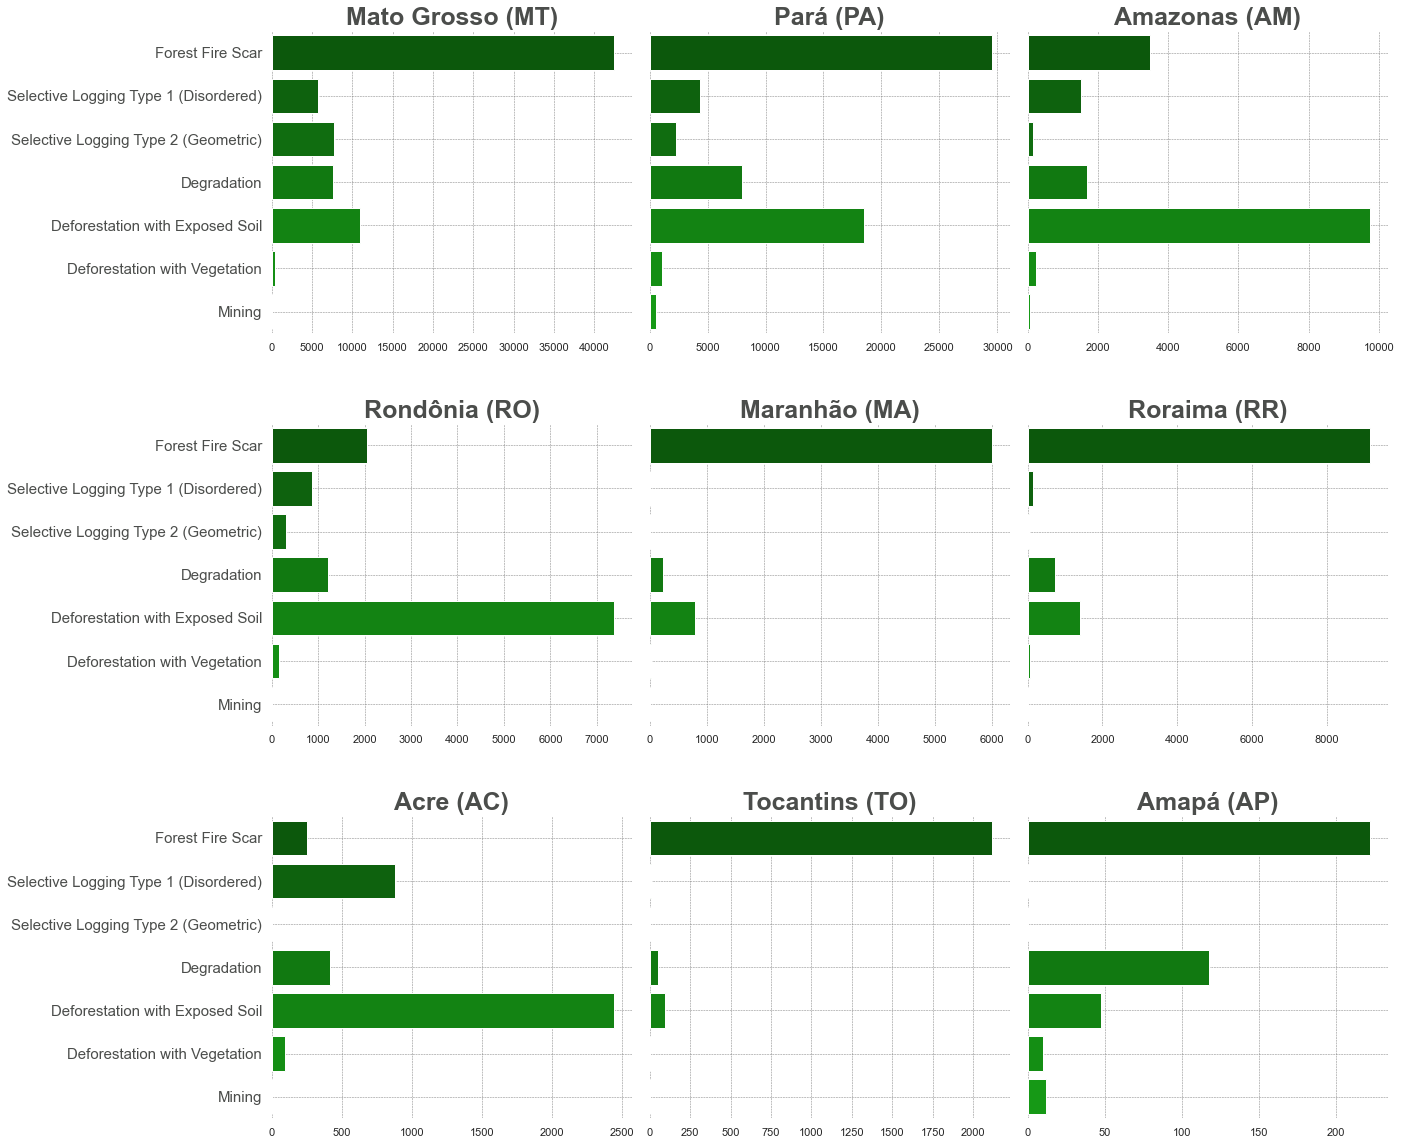 Mato Grosso (MT)
Pará (PA)
Amazonas (AM)
Forest Fire Scar
Selective Logging Type 1 (Disordered)
Selective Logging Type 2 (Geometric)
Degradation
Deforestation with Exposed Soil
Deforestation with Vegetation
Mining
0 5000 10000 15000 20000 25000 30000 35000 40000
0 5000 10000 15000 20000 25000 30000
0 2000 4000 6000 8000 10000
Rondônia (RO)
Maranhão (MA)
Roraima (RR)
Forest Fire Scar
Selective Logging Type 1 (Disordered)
Selective Logging Type 2 (Geometric)
Degradation
Deforestation with Exposed Soil
Deforestation with Vegetation
Mining
0 1000 2000 3000 4000 5000 6000 7000
0 1000 2000 3000 4000 5000 6000
0 2000 4000 6000 8000
Acre (AC)
Tocantins (TO)
Amapá (AP)
Forest Fire Scar
Selective Logging Type 1 (Disordered)
Selective Logging Type 2 (Geometric)
Degradation
Deforestation with Exposed Soil
Deforestation with Vegetation
Mining
0 500 1000 1500 2000 2500
0 250 500 750 1000 1250 1500 1750 2000
0 50 100 150 200